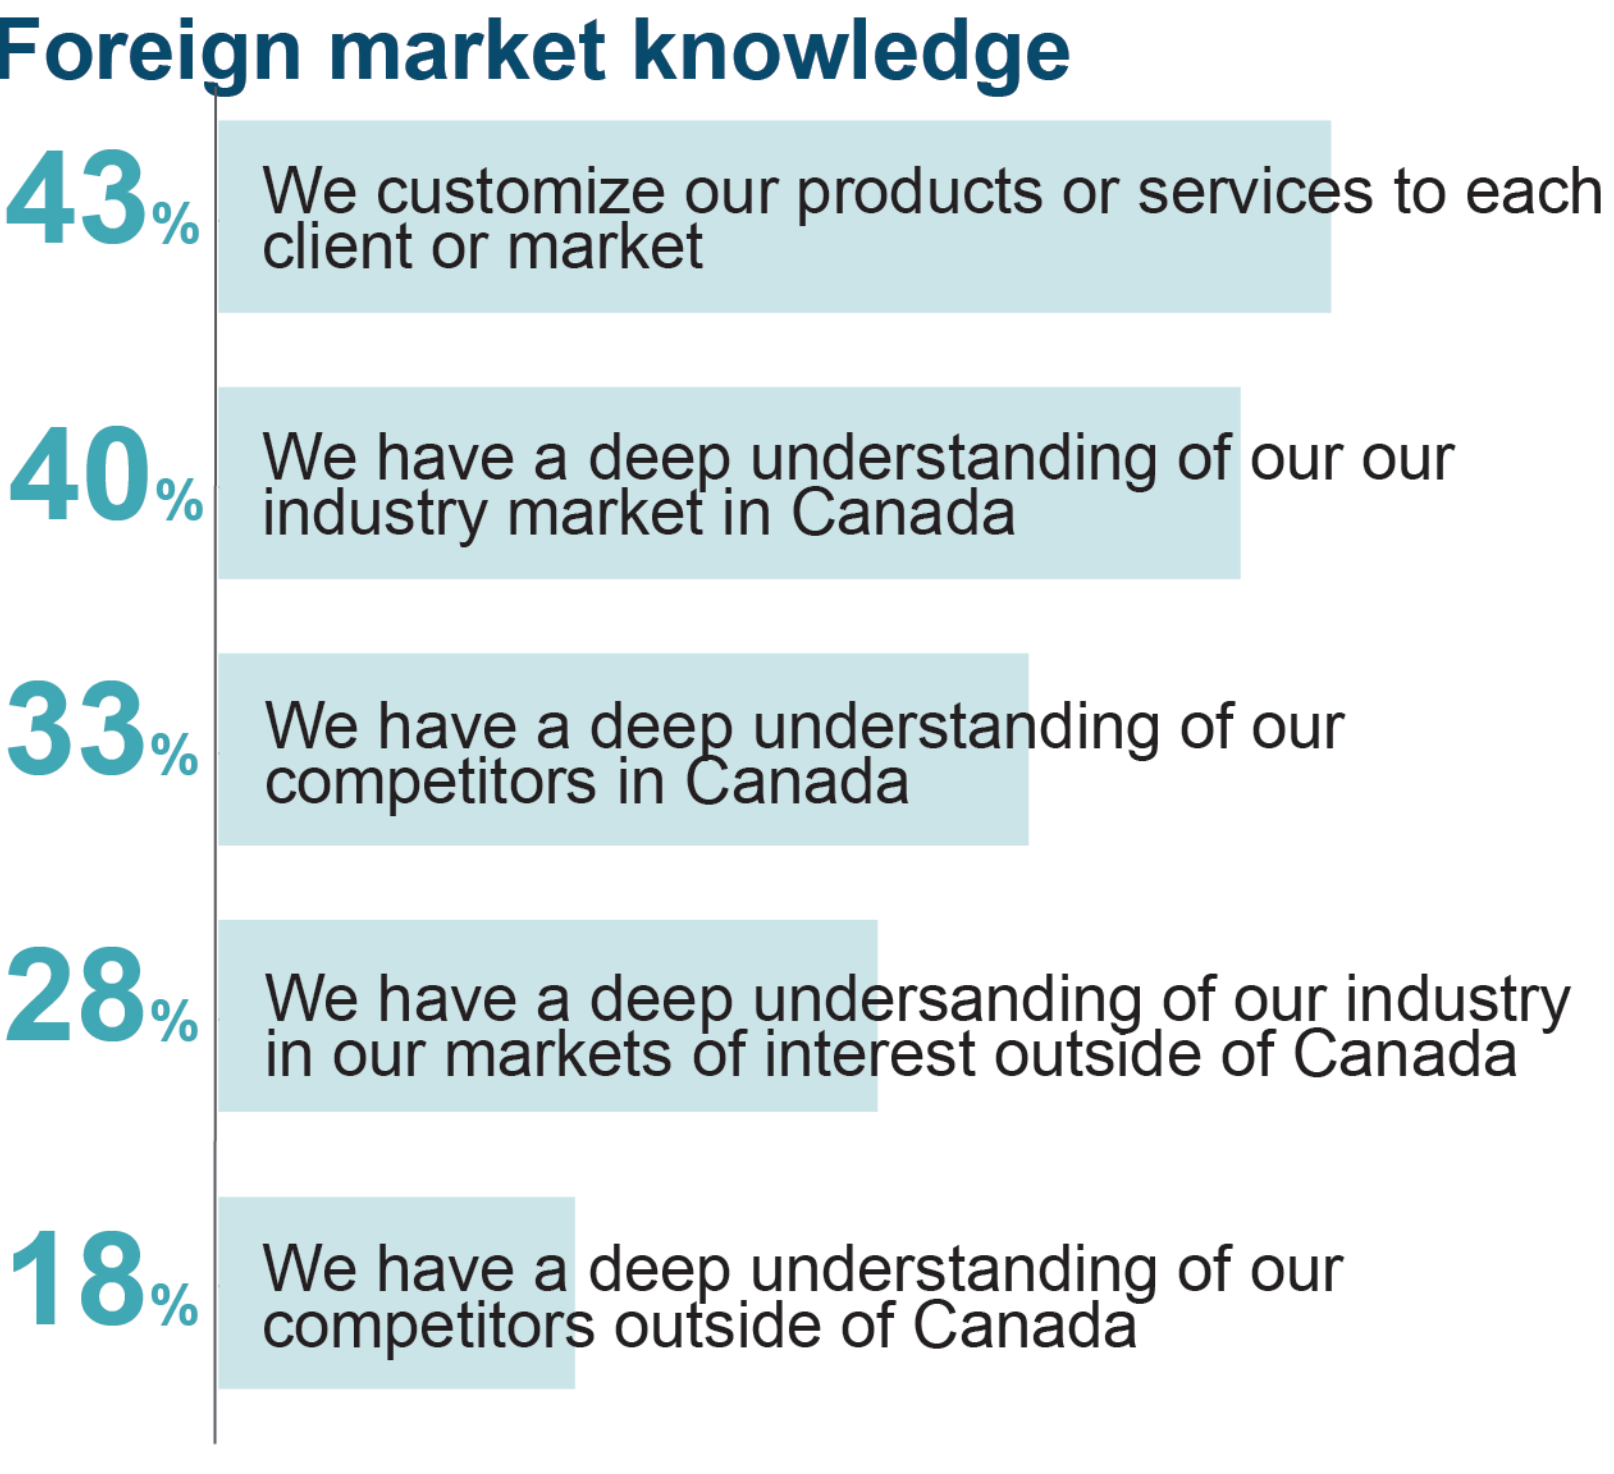 Foreign market knowledge
43%
We customize our products or services to each
client or market
40%
We have a deep understanding of our our
industry market in Canada
33%
We have a deep understanding of our
competitors in Canada
28%
We have a deep undersanding of our industry
in our markets of interest outside of Canada
18%
We have a deep understanding of our
competitors outside of Canada